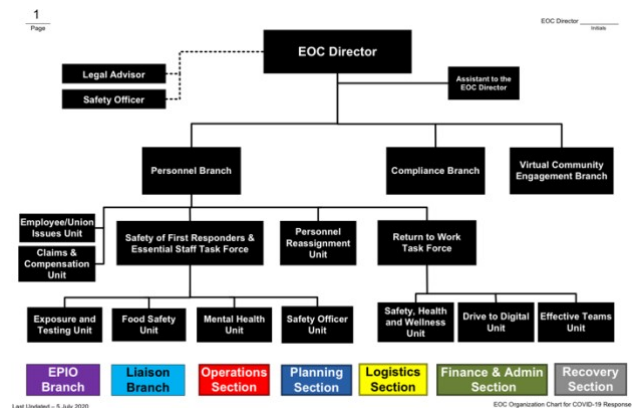 1
Page
EOC Director
Initials
EOC Director
Legal Advisor
Safety Officer
Assistant to the
EOC Director
Personnel Branch
Compliance Branch
Virtual Community
Engagement Branch
Employee/Union
Issues Unit
Claims &
Compensation
Unit
Safety of First Responders &
Essential Staff Task Force
Personnel
Reassignment
Unit
Return to Work
Task Force
Exposure and
Testing Unit
Food Safety
Unit
Mental Health
Unit
Safety Officer
Unit
Safety, Health
and Wellness
Unit
Drive to Digital
Unit
Effective Teams
Unit
EPIO
Branch
Liaison
Branch
Operations
Section
Planning
Section
Logistics
Section
Finance & Admin
Section
Recovery
Section
Last Updated – 5 July 2020
EOC Organization Chart for COVID-19 Response